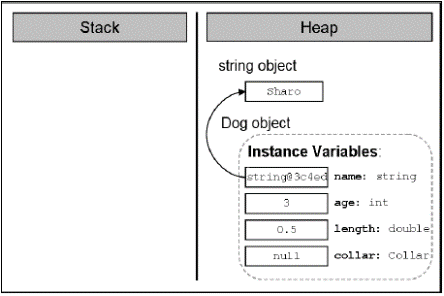 Stack
Heap
string object
Sharo
Dog object
Instance Variables:
string@3c4ed name: string
3 age: int
0.5 length: double
null collar: Collar